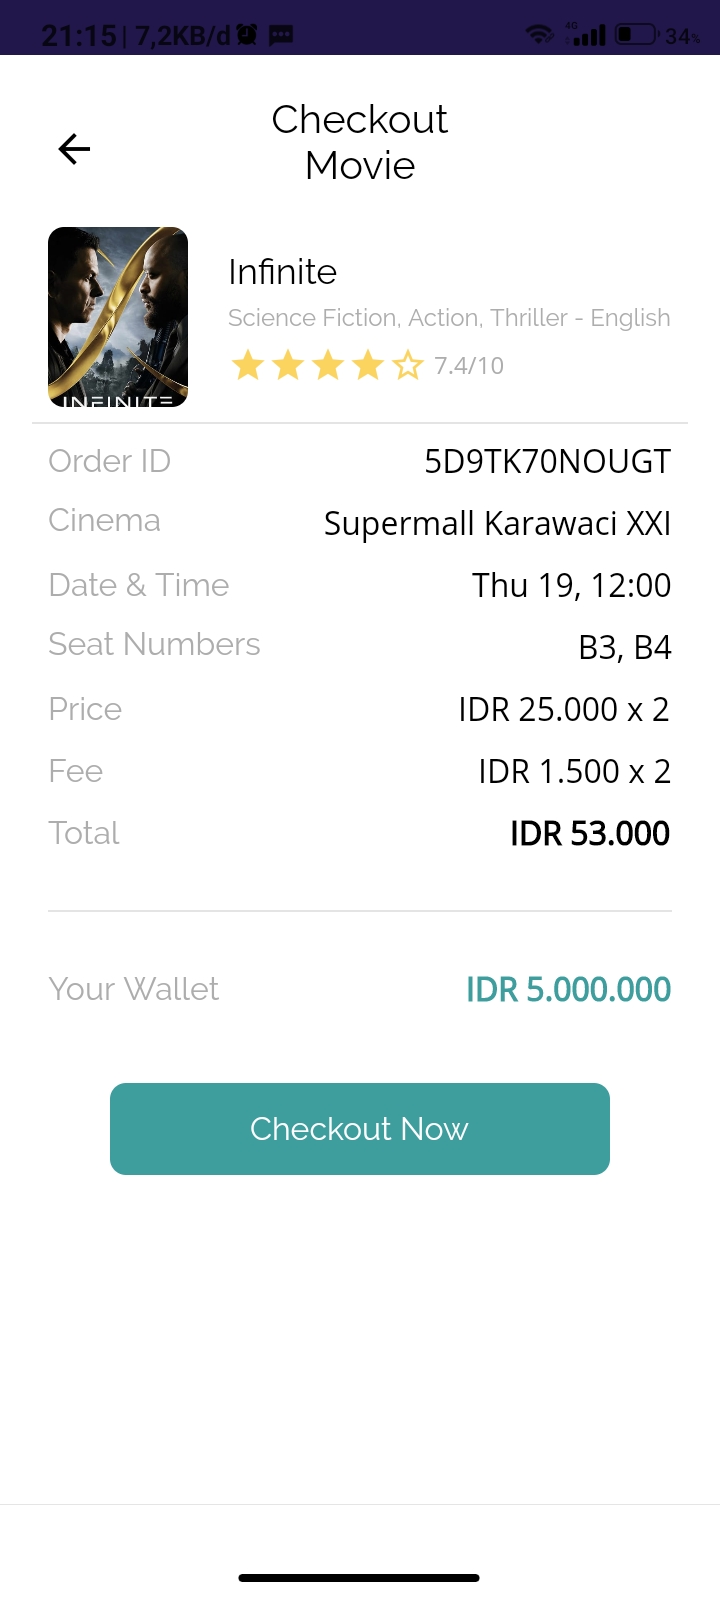 21:15 | 7,2KB/d
4G
34%
Checkout
Movie
INFINITE
Infinite
Science Fiction, Action, Thriller - English
7.4/10
Order ID 5D9TK70NOUGT
Cinema Supermall Karawaci XXI
Date & Time Thu 19, 12:00
Seat Numbers B3, B4
Price IDR 25.000 x 2
Fee IDR 1.500 x 2
Total IDR 53.000
Your Wallet IDR 5.000.000
Checkout Now